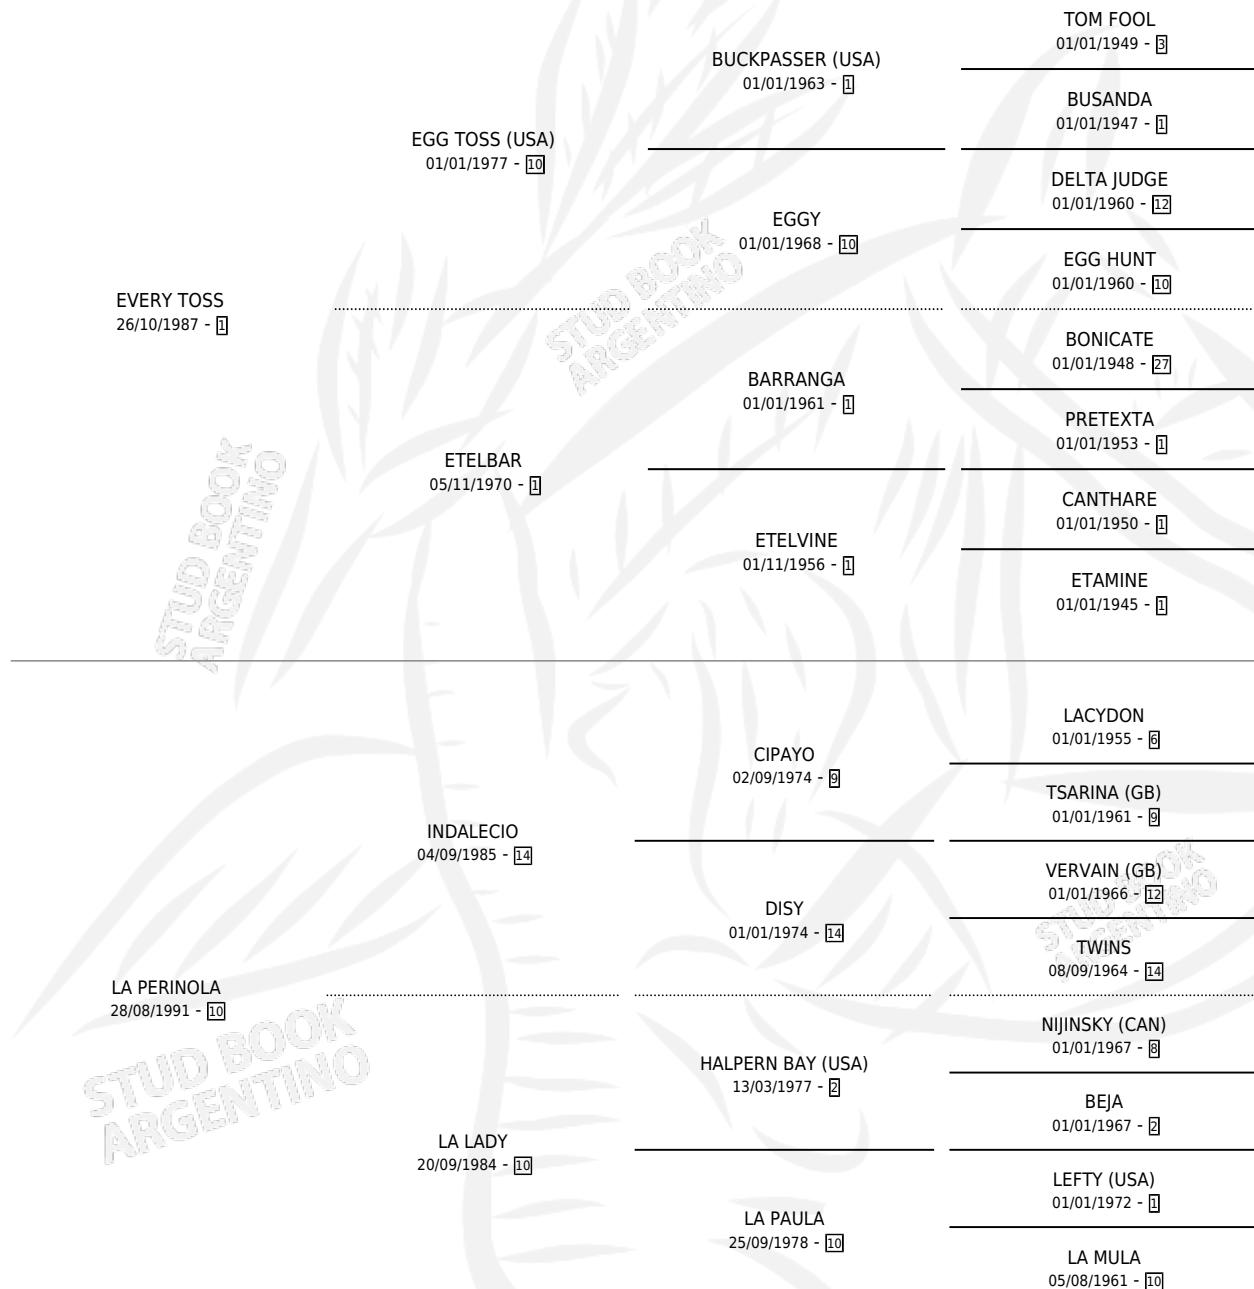 TOM FOOL
01/01/1949 - 3
BUCKPASSER (USA)
01/01/1963 - 1
BUSANDA
01/01/1947 - 1
EGG TOSS (USA)
01/01/1977 - 10
DELTA JUDGE
01/01/1960 - 12
EGGY
01/01/1968 - 10
EGG HUNT
01/01/1960 - 10
EVERY TOSS
26/10/1987 - 1
BONICATE
01/01/1948 - 27
BARRANGA
01/01/1961 - 1
PRETEXTA
01/01/1953 - 1
ETELBAR
05/11/1970 - 1
CANTHARE
01/01/1950 - 1
ETELVINE
01/11/1956 - 1
ETAMINE
01/01/1945 - 1
LACYDON
01/01/1955 - 6
CIPAYO
02/09/1974 - 9
TSARINA (GB)
01/01/1961 - 9
INDALECIO
04/09/1985 - 14
VERVAIN (GB)
01/01/1966 - 12
DISY
01/01/1974 - 14
TWINS
08/09/1964 - 14
LA PERINOLA
28/08/1991 - 10
NIJINSKY (CAN)
01/01/1967 - 8
HALPERN BAY (USA)
13/03/1977 - 2
BEJA
01/01/1967 - 2
LA LADY
20/09/1984 - 10
LEFTY (USA)
01/01/1972 - 1
LA PAULA
25/09/1978 - 10
LA MULA
05/08/1961 - 10
STUD BOOK
ARGENTINO
STUD BOOK
ARGENTINO
STUD BOOK
ARGENTINO
STUD BOOK
ARGENTINO